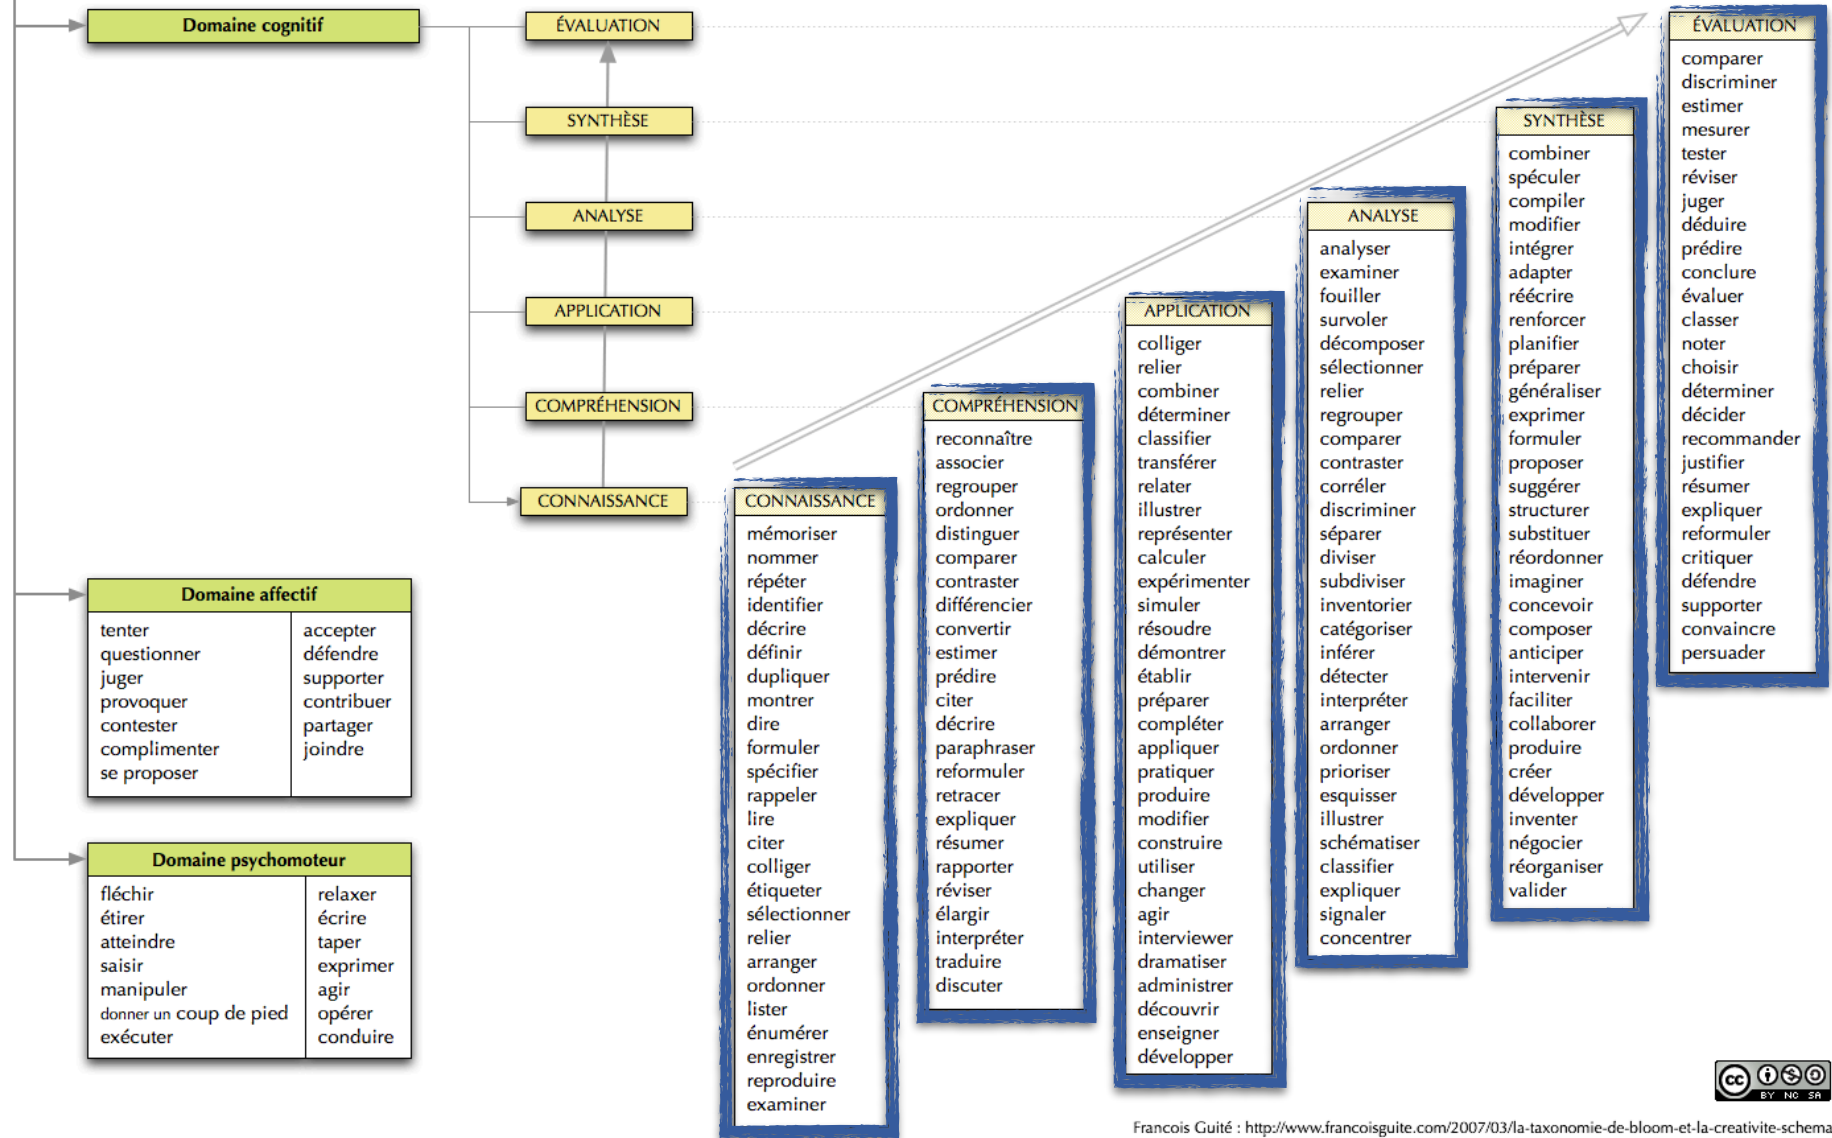 Domaine cognitif
ÉVALUATION
SYNTHÈSE
ANALYSE
APPLICATION
COMPRÉHENSION
CONNAISSANCE
Domaine affectif
tenter
questionner
juger
provoquer
contester
complimenter
se proposer
accepter
défendre
supporter
contribuer
partager
joindre
Domaine psychomoteur
fléchir
étirer
atteindre
saisir
manipuler
donner un coup de pied
exécuter
relaxer
écrire
taper
exprimer
agir
opérer
conduire
CONNAISSANCE
mémoriser
nommer
répéter
identifier
décrire
définir
dupliquer
montrer
dire
formuler
spécifier
rappeler
lire
citer
colliger
étiqueter
sélectionner
relier
arranger
ordonner
lister
énumérer
enregistrer
reproduire
examiner
COMPRÉHENSION
reconnaître
associer
regrouper
ordonner
distinguer
comparer
contraster
différencier
convertir
estimer
prédire
citer
décrire
paraphraser
reformuler
retracer
expliquer
résumer
rapporter
réviser
élargir
interpréter
traduire
discuter
APPLICATION
colliger
relier
combiner
déterminer
classifier
transférer
relater
illustrer
représenter
calculer
expérimenter
simuler
résoudre
démontrer
établir
préparer
compléter
appliquer
pratiquer
produire
modifier
construire
utiliser
changer
agir
interviewer
dramatiser
administrer
découvrir
enseigner
développer
ANALYSE
analyser
examiner
fouiller
survoler
décomposer
sélectionner
relier
regrouper
comparer
contraster
corréler
discriminer
séparer
diviser
subdiviser
inventorier
catégoriser
inférer
détecter
interpréter
arranger
ordonner
prioriser
esquisser
illustrer
schématiser
classifier
expliquer
signaler
concentrer
SYNTHÈSE
combiner
spéculer
compiler
modifier
intégrer
adapter
réécrire
renforcer
planifier
préparer
généraliser
exprimer
formuler
proposer
suggérer
structurer
substituer
réordonner
imaginer
concevoir
composer
anticiper
intervenir
faciliter
collaborer
produire
créer
développer
inventer
négocier
réorganiser
valider
ÉVALUATION
comparer
discriminer
estimer
mesurer
tester
réviser
juger
déduire
prédire
conclure
évaluer
classer
noter
choisir
déterminer
décider
recommander
justifier
résumer
expliquer
reformuler
critiquer
défendre
supporter
convaincre
persuader
cc
BY NC SA
Francois Guité : http://www.francoisguite.com/2007/03/la-taxonomie-de-bloom-et-la-creativite-schema